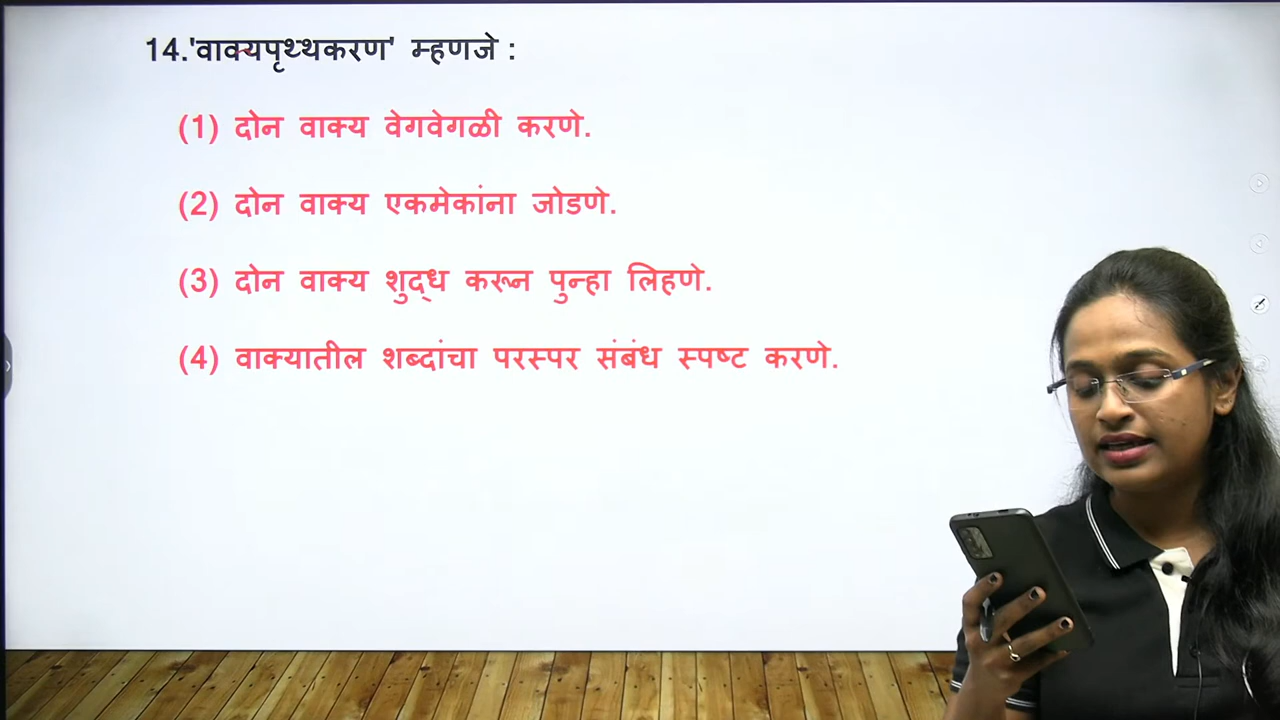 14.'वाक्यपृथ्थकरण' म्हणजे :
(1) दोन वाक्य वेगवेगळी करणे.
(2) दोन वाक्य एकमेकांना जोडणे.
(3) दोन वाक्य शुद्ध करून पुन्हा लिहणे.
(4) वाक्यातील शब्दांचा परस्पर संबंध स्पष्ट करणे.